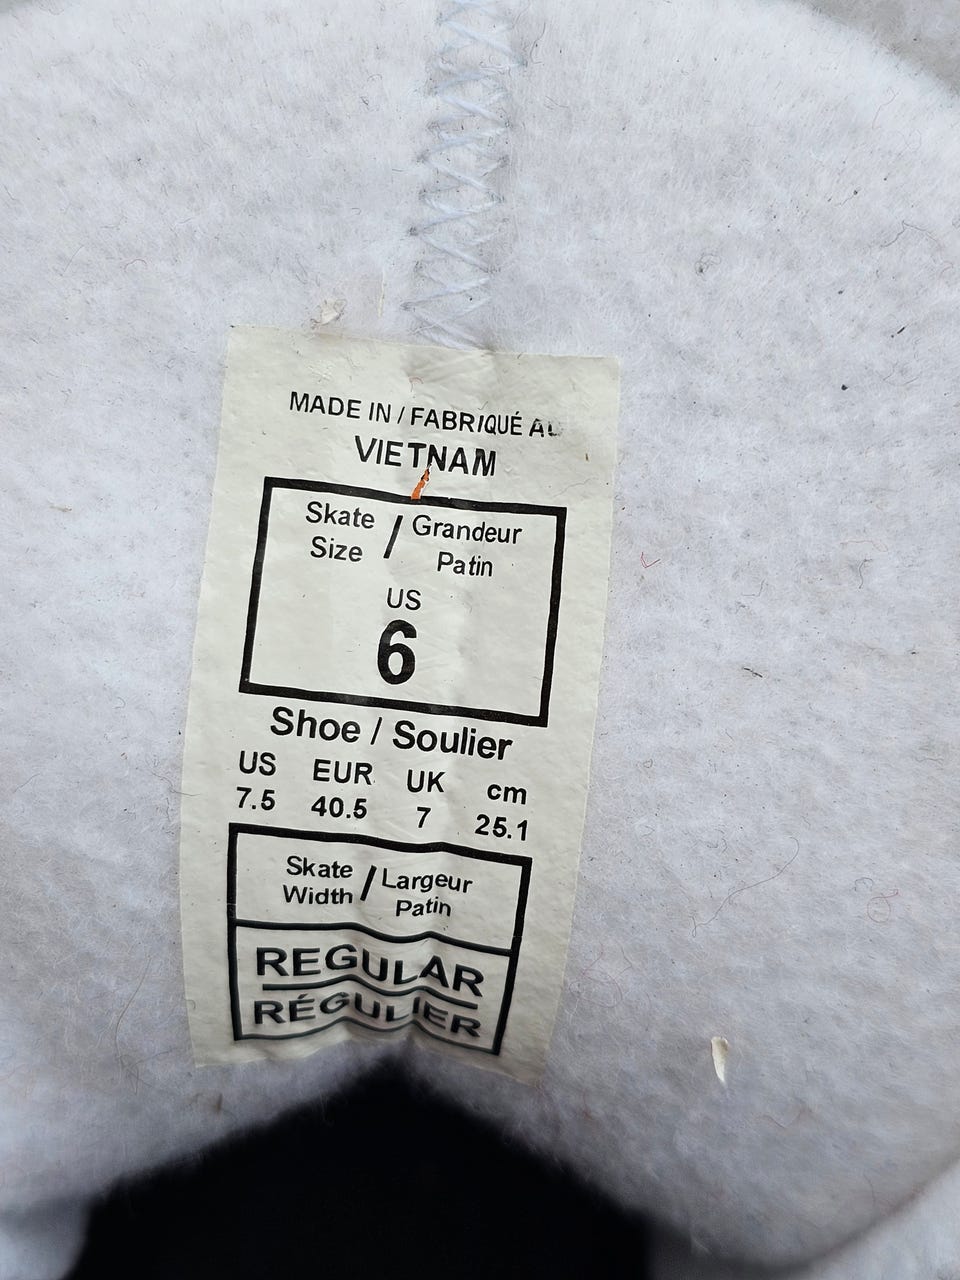 MADE IN / FABRIQUÉ AU
VIETNAM
Skate / Grandeur
Size Patin
US
6
Shoe / Soulier
US EUR UK cm
7.5 40.5 7 25.1
Skate / Largeur
Width Patin
REGULAR
RÉGULIER